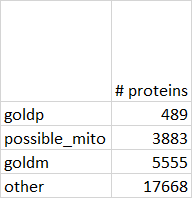 # proteins
goldp 489
possible_mito 3883
goldm 5555
other 17668